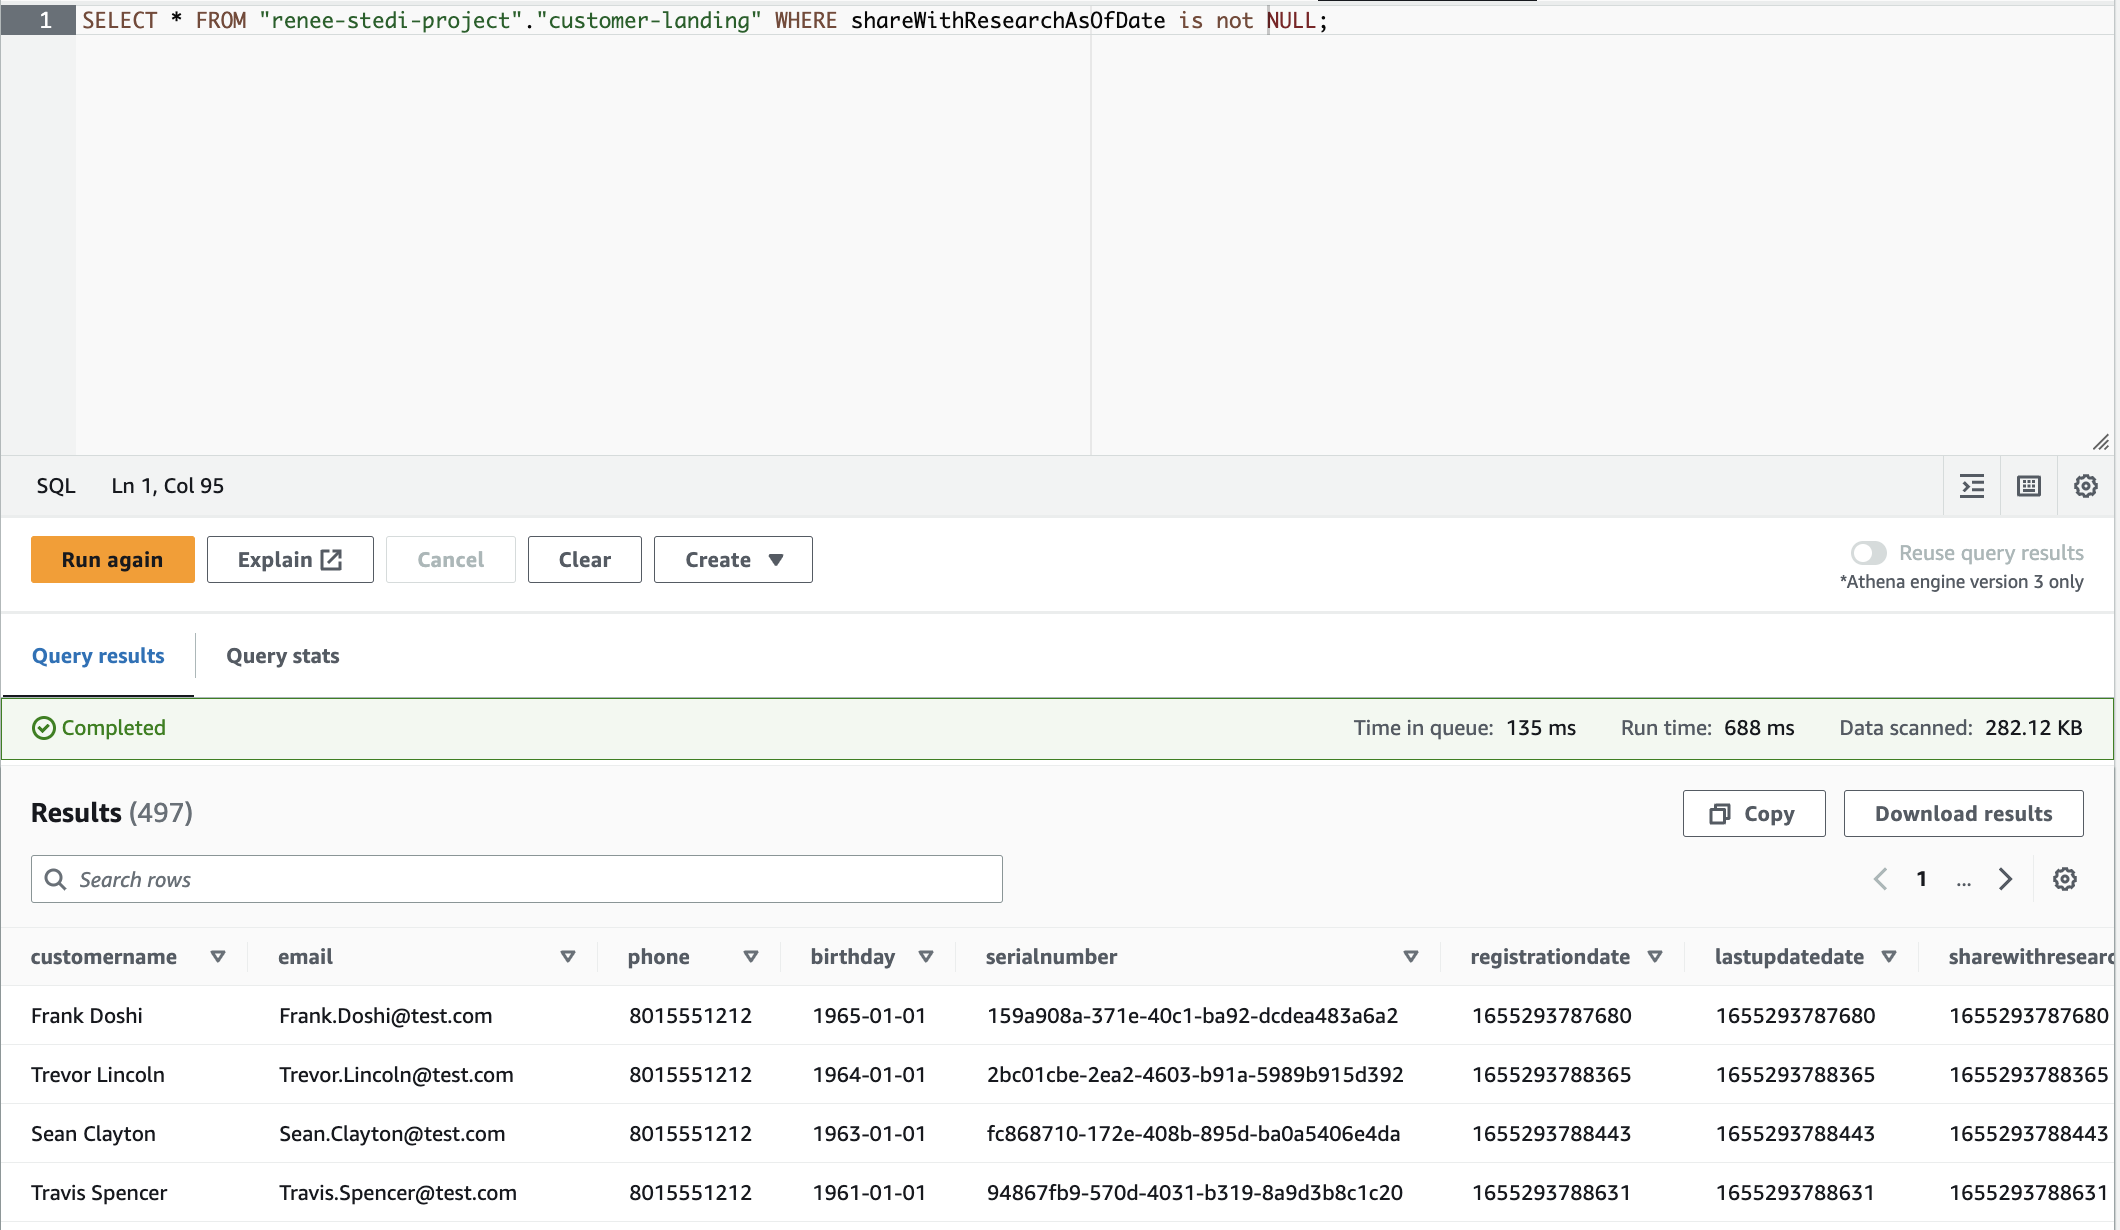 1 SELECT * FROM "renee-stedi-project"."customer-landing" WHERE shareWithResearchAsOfDate is not NULL;
SQL Ln 1, Col 95
Run again Explain Cancel Clear Create Reuse query results
*Athena engine version 3 only
Query results Query stats
Completed Time in queue: 135 ms Run time: 688 ms Data scanned: 282.12 KB
Results (497) Copy Download results
Search rows 1 ...
customername email phone birthday serialnumber registrationdate lastupdatedate sharewithresearc
Frank Doshi Frank.Doshi@test.com 8015551212 1965-01-01 159a908a-371e-40c1-ba92-dcdea483a6a2 1655293787680 1655293787680 1655293787680
Trevor Lincoln Trevor.Lincoln@test.com 8015551212 1964-01-01 2bc01cbe-2ea2-4603-b91a-5989b915d392 1655293788365 1655293788365 1655293788365
Sean Clayton Sean.Clayton@test.com 8015551212 1963-01-01 fc868710-172e-408b-895d-ba0a5406e4da 1655293788443 1655293788443 1655293788443
Travis Spencer Travis.Spencer@test.com 8015551212 1961-01-01 94867fb9-570d-4031-b319-8a9d3b8c1c20 1655293788631 1655293788631 1655293788631